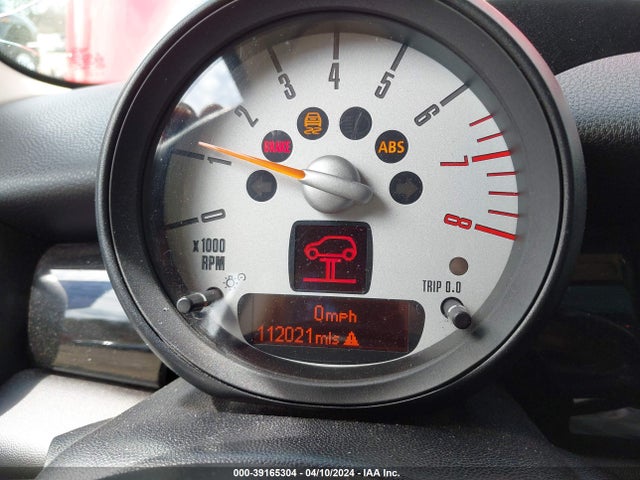 0
1
2
3
4
5
6
7
8
BRAKE
ABS
x 1000
RPM
TRIP 0.0
0mph
112021mls
000-39165304 - 04/10/2024 - IAA Inc.